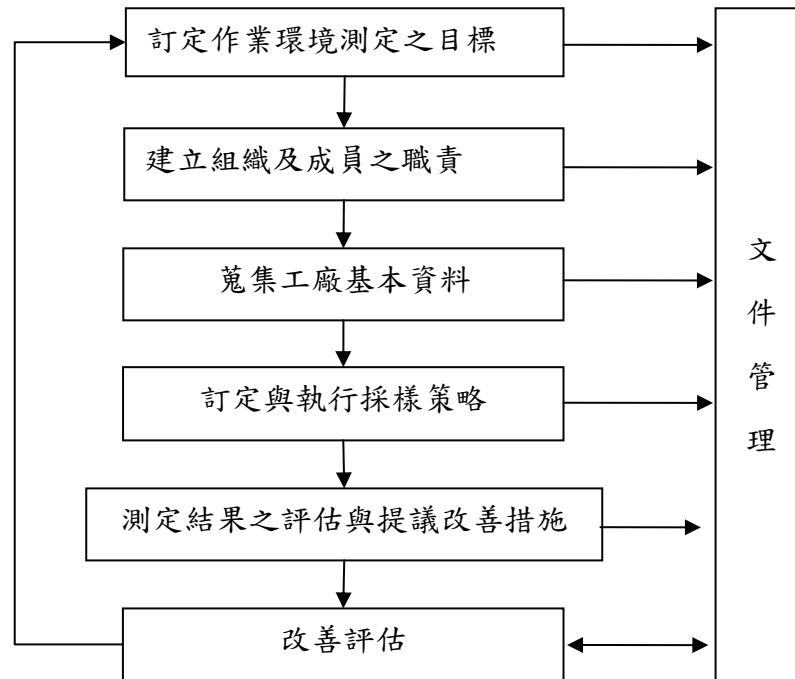 訂定作業環境測定之目標
建立組織及成員之職責
蒐集工廠基本資料
訂定與執行採樣策略
測定結果之評估與提議改善措施
改善評估
文
件
管
理